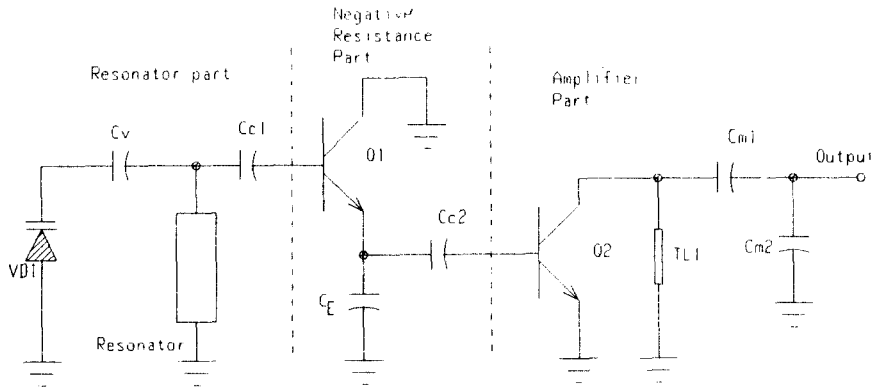 Negative
Resistance
Part
Resonator part
Amplifier
Part
Cv
Cc1
Q1
Cm1
Output
Cc2
VD1
Q2
TL1
Cm2
CE
Resonator